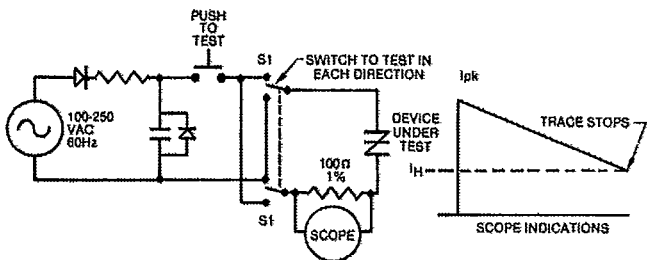 PUSH
TO
TEST
S1
SWITCH TO TEST IN
EACH DIRECTION
100-250
VAC
60Hz
DEVICE
UNDER
TEST
100Ω
1%
S1
SCOPE
Ipk
TRACE STOPS
IH
SCOPE INDICATIONS